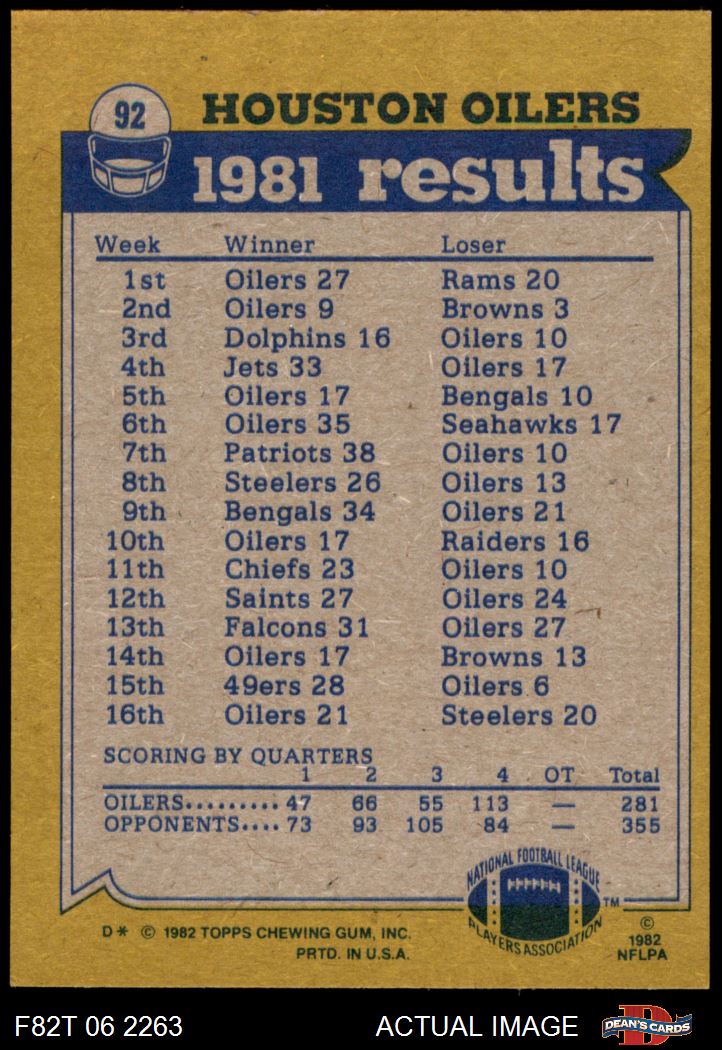 92
HOUSTON OILERS
1981 results
Week Winner Loser
1st Oilers 27 Rams 20
2nd Oilers 9 Browns 3
3rd Dolphins 16 Oilers 10
4th Jets 33 Oilers 17
5th Oilers 17 Bengals 10
6th Oilers 35 Seahawks 17
7th Patriots 38 Oilers 10
8th Steelers 26 Oilers 13
9th Bengals 34 Oilers 21
10th Oilers 17 Raiders 16
11th Chiefs 23 Oilers 10
12th Saints 27 Oilers 24
13th Falcons 31 Oilers 27
14th Oilers 17 Browns 13
15th 49ers 28 Oilers 6
16th Oilers 21 Steelers 20
SCORING BY QUARTERS
1 2 3 4 OT Total
OILERS......... 47 66 55 113 — 281
OPPONENTS.... 73 93 105 84 — 355
NATIONAL FOOTBALL LEAGUE
PLAYERS ASSOCIATION
™
D* © 1982 TOPPS CHEWING GUM, INC.
PRTD. IN U.S.A.
©
1982
NFLPA
F82T 06 2263 ACTUAL IMAGE
D
DEAN'S CARDS